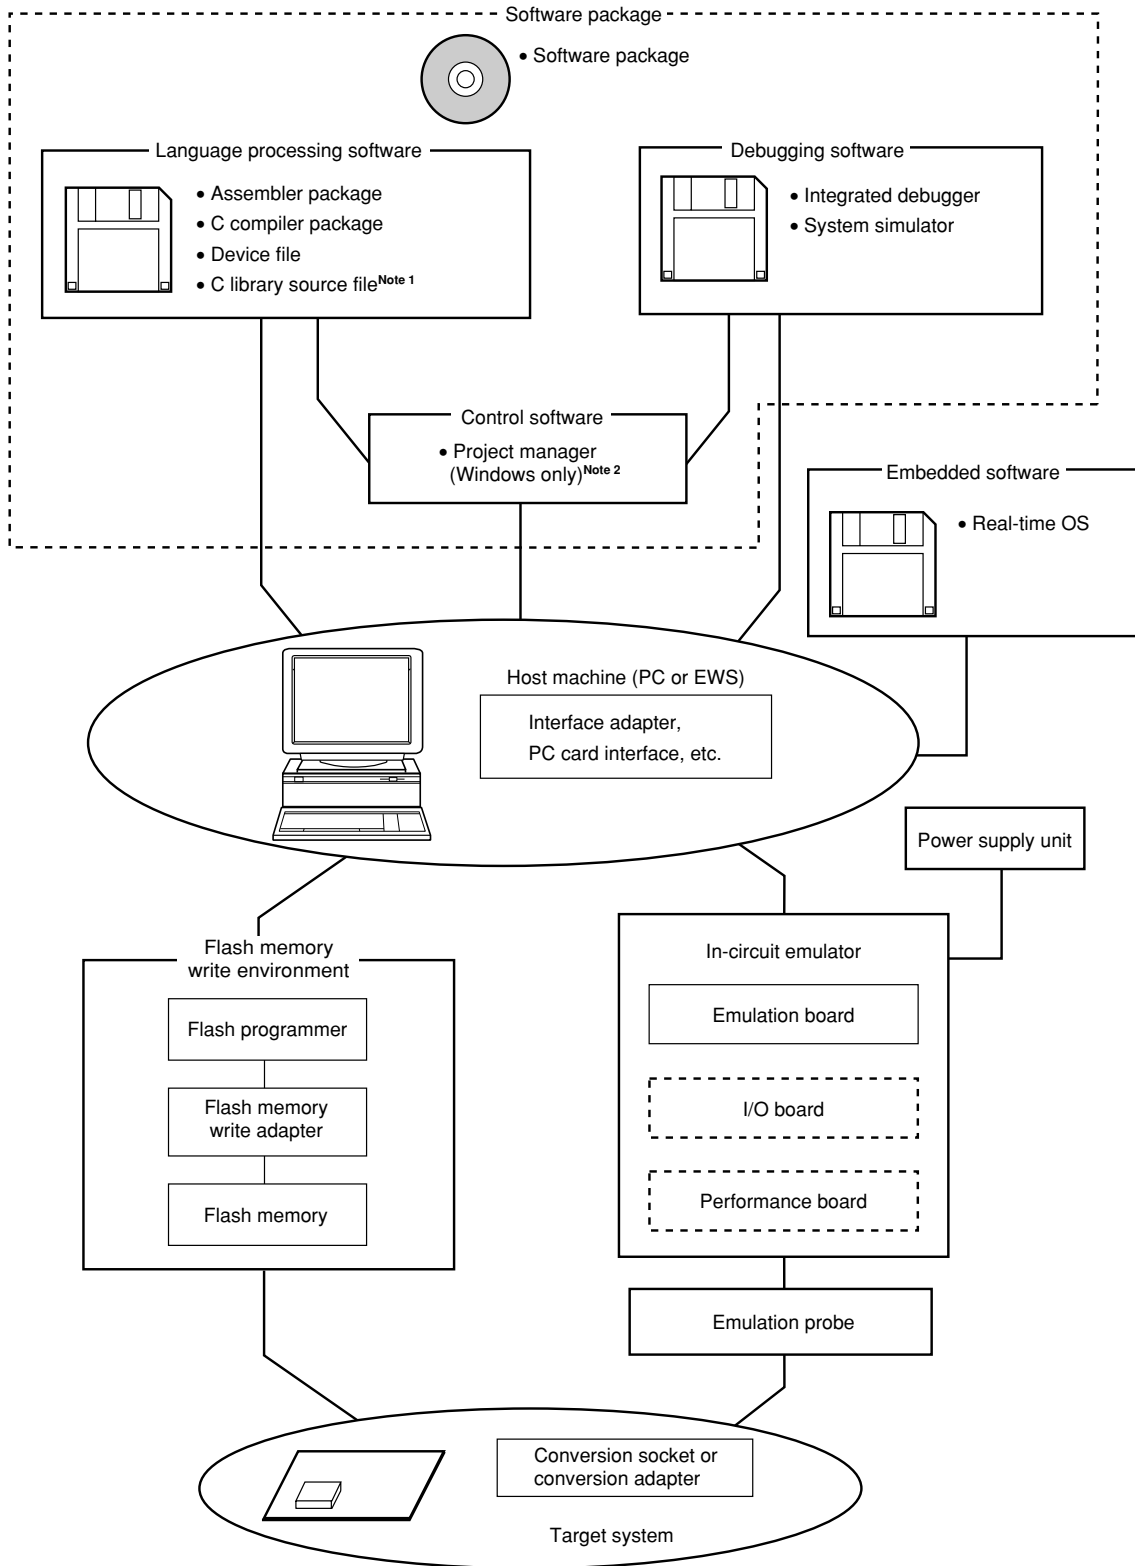 Software package
• Software package
Language processing software
• Assembler package
• C compiler package
• Device file
• C library source fileNote 1
Debugging software
• Integrated debugger
• System simulator
Control software
• Project manager
(Windows only)Note 2
Embedded software
• Real-time OS
Host machine (PC or EWS)
Interface adapter,
PC card interface, etc.
Power supply unit
Flash memory
write environment
Flash programmer
Flash memory
write adapter
Flash memory
In-circuit emulator
Emulation board
I/O board
Performance board
Emulation probe
Conversion socket or
conversion adapter
Target system